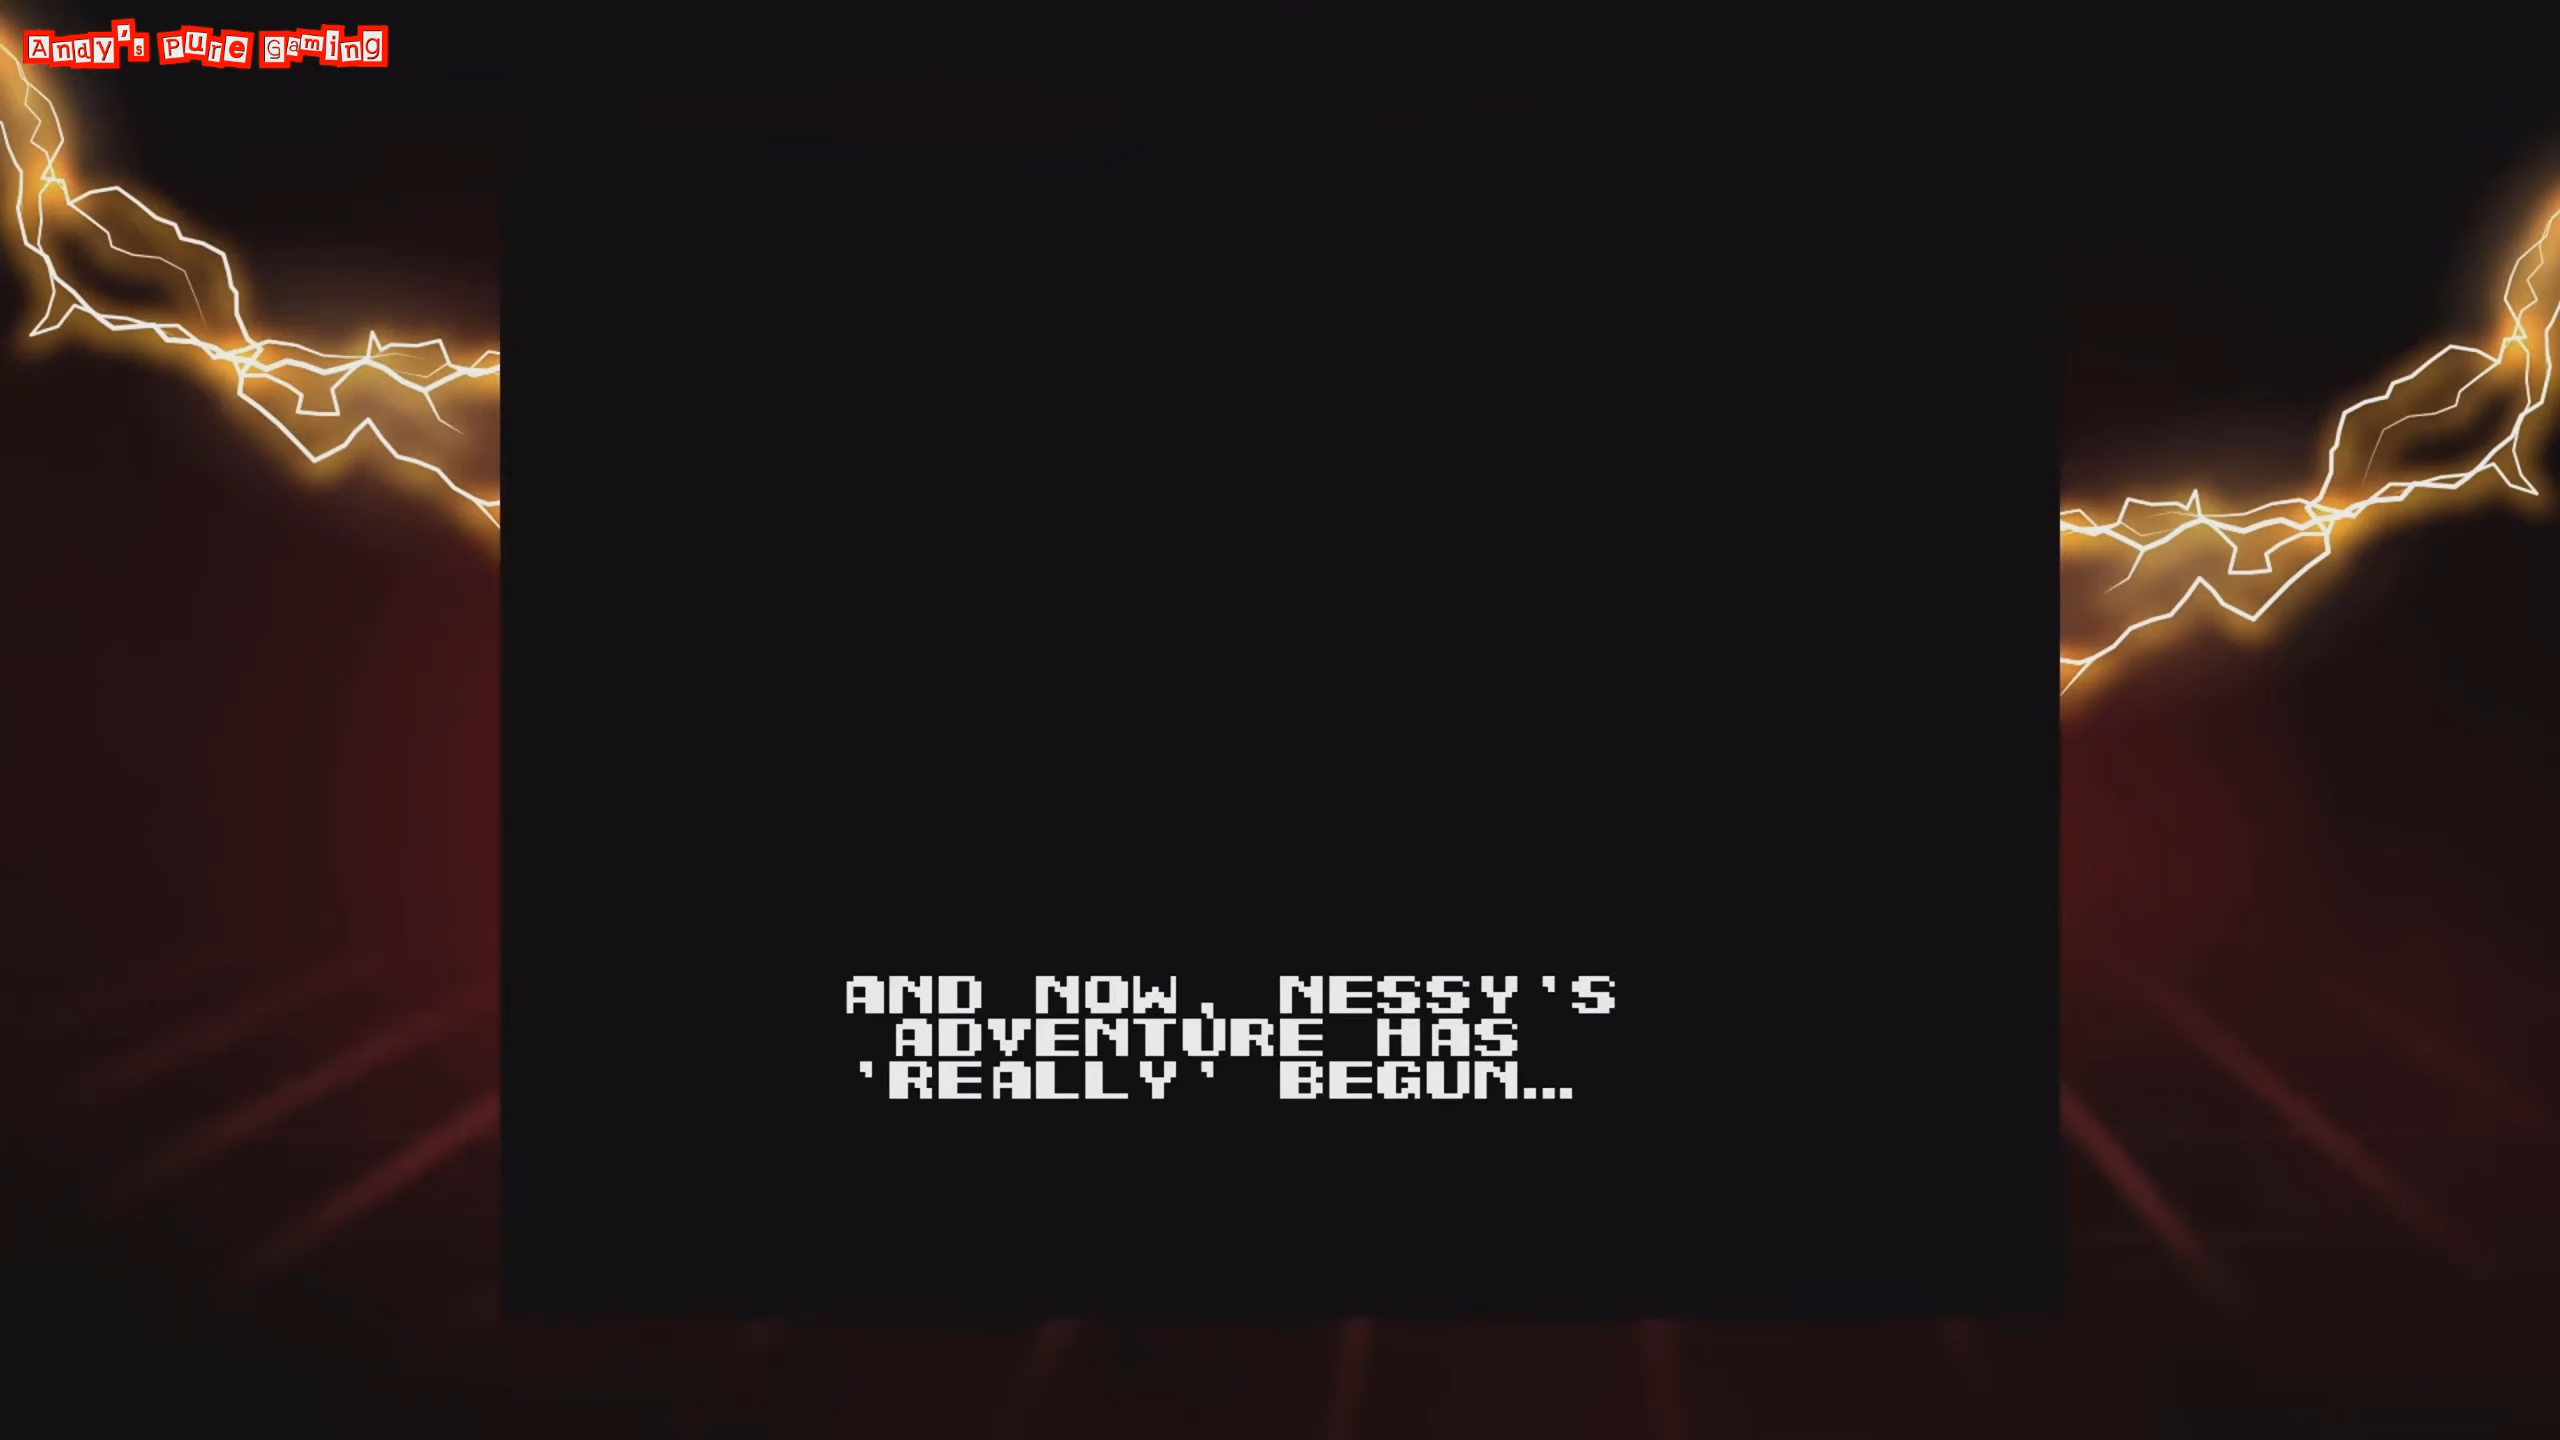 Andy's Pure Gaming
AND NOW, NESSY'S
ADVENTURE HAS
'REALLY' BEGUN...